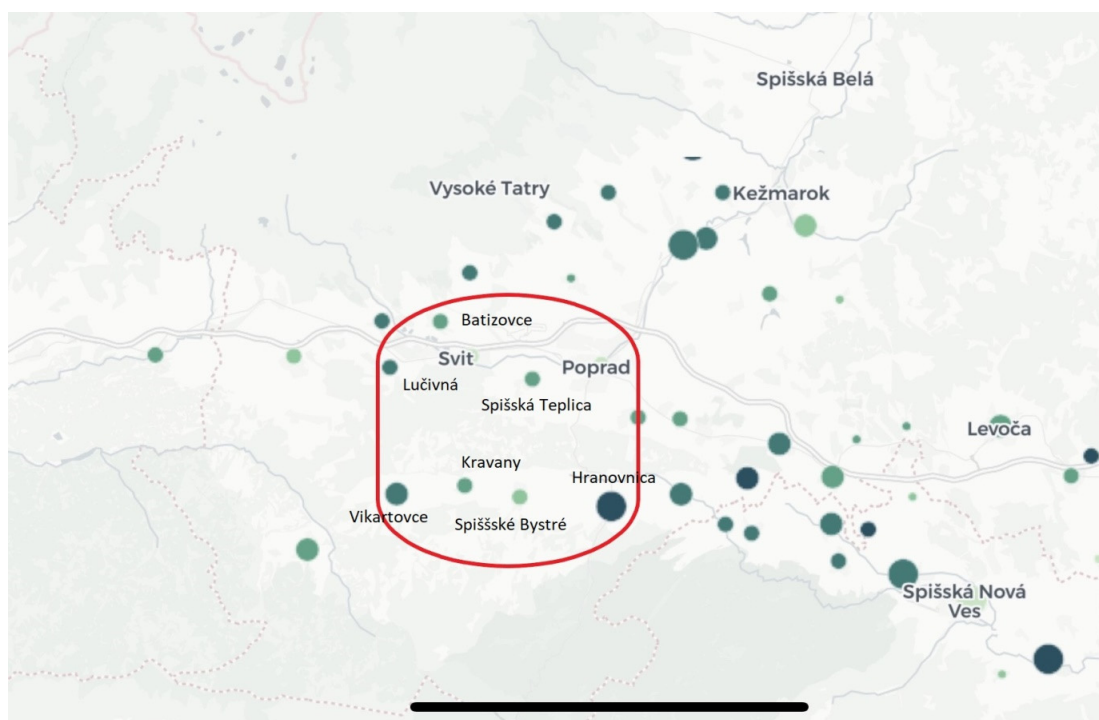 Spišská Belá
Vysoké Tatry
Kežmarok
Batizovce
Svit
Poprad
Lučivná
Spišská Teplica
Levoča
Kravany
Hranovnica
Vikartovce
Spiššské Bystré
Spišská Nová
Ves